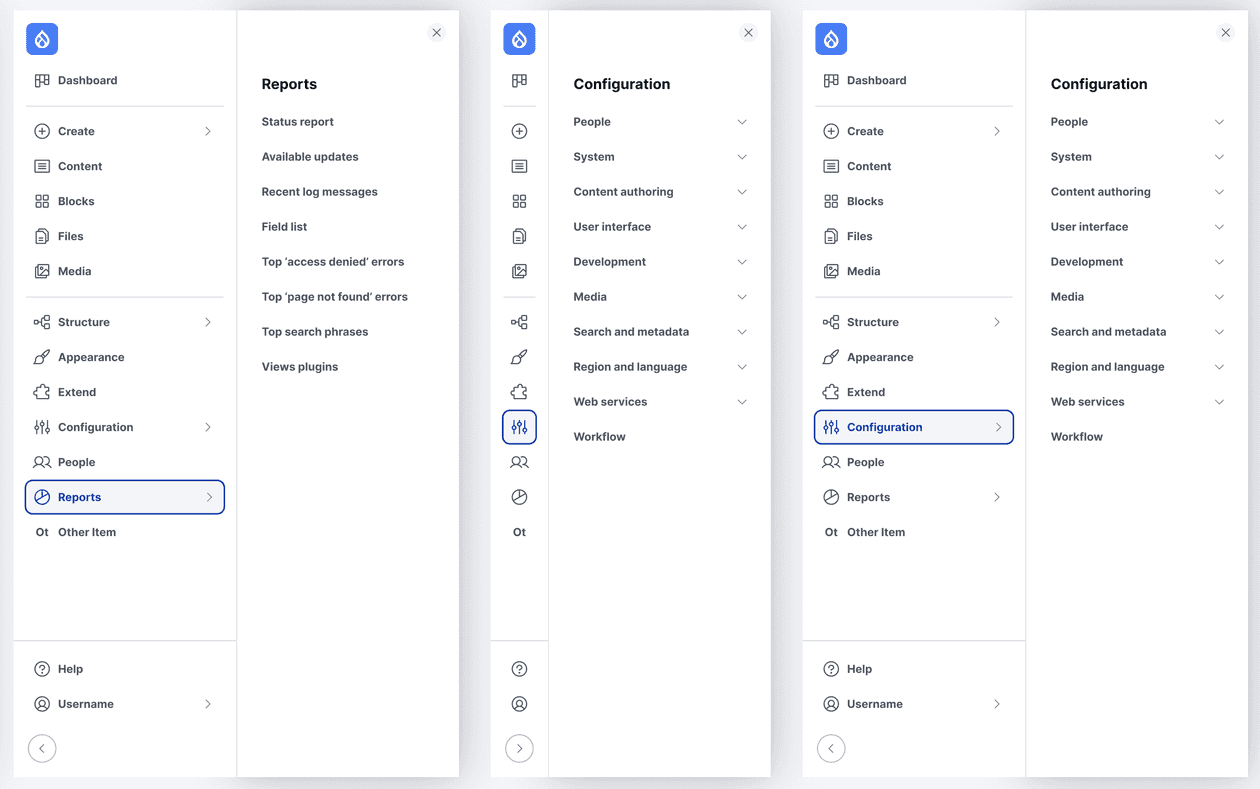 Dashboard
Create
Content
Blocks
Files
Media
Structure
Appearance
Extend
Configuration
People
Reports
Ot Other Item
Help
Username
Reports
Status report
Available updates
Recent log messages
Field list
Top ‘access denied’ errors
Top ‘page not found’ errors
Top search phrases
Views plugins
Ot
Configuration
People
System
Content authoring
User interface
Development
Media
Search and metadata
Region and language
Web services
Workflow
Dashboard
Create
Content
Blocks
Files
Media
Structure
Appearance
Extend
Configuration
People
Reports
Ot Other Item
Help
Username
Configuration
People
System
Content authoring
User interface
Development
Media
Search and metadata
Region and language
Web services
Workflow